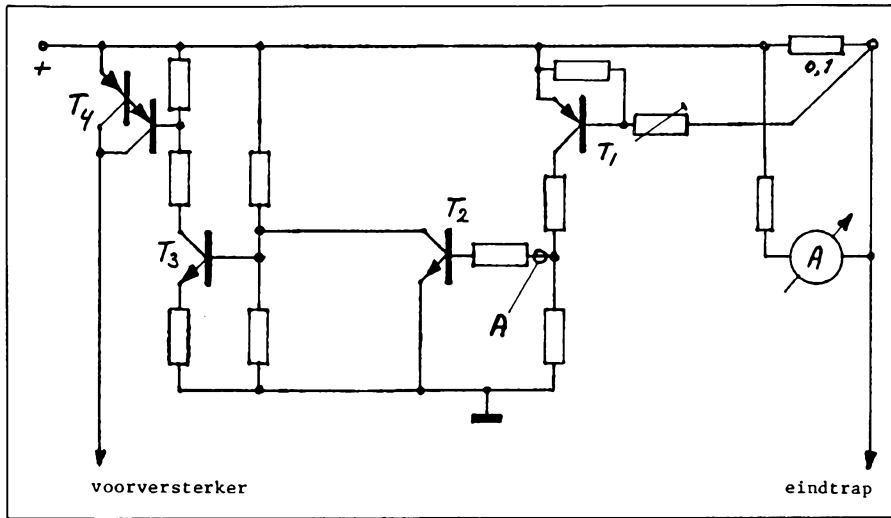 +
0,1
T4
T1
T2
T3
A
A
voorversterker
eindtrap